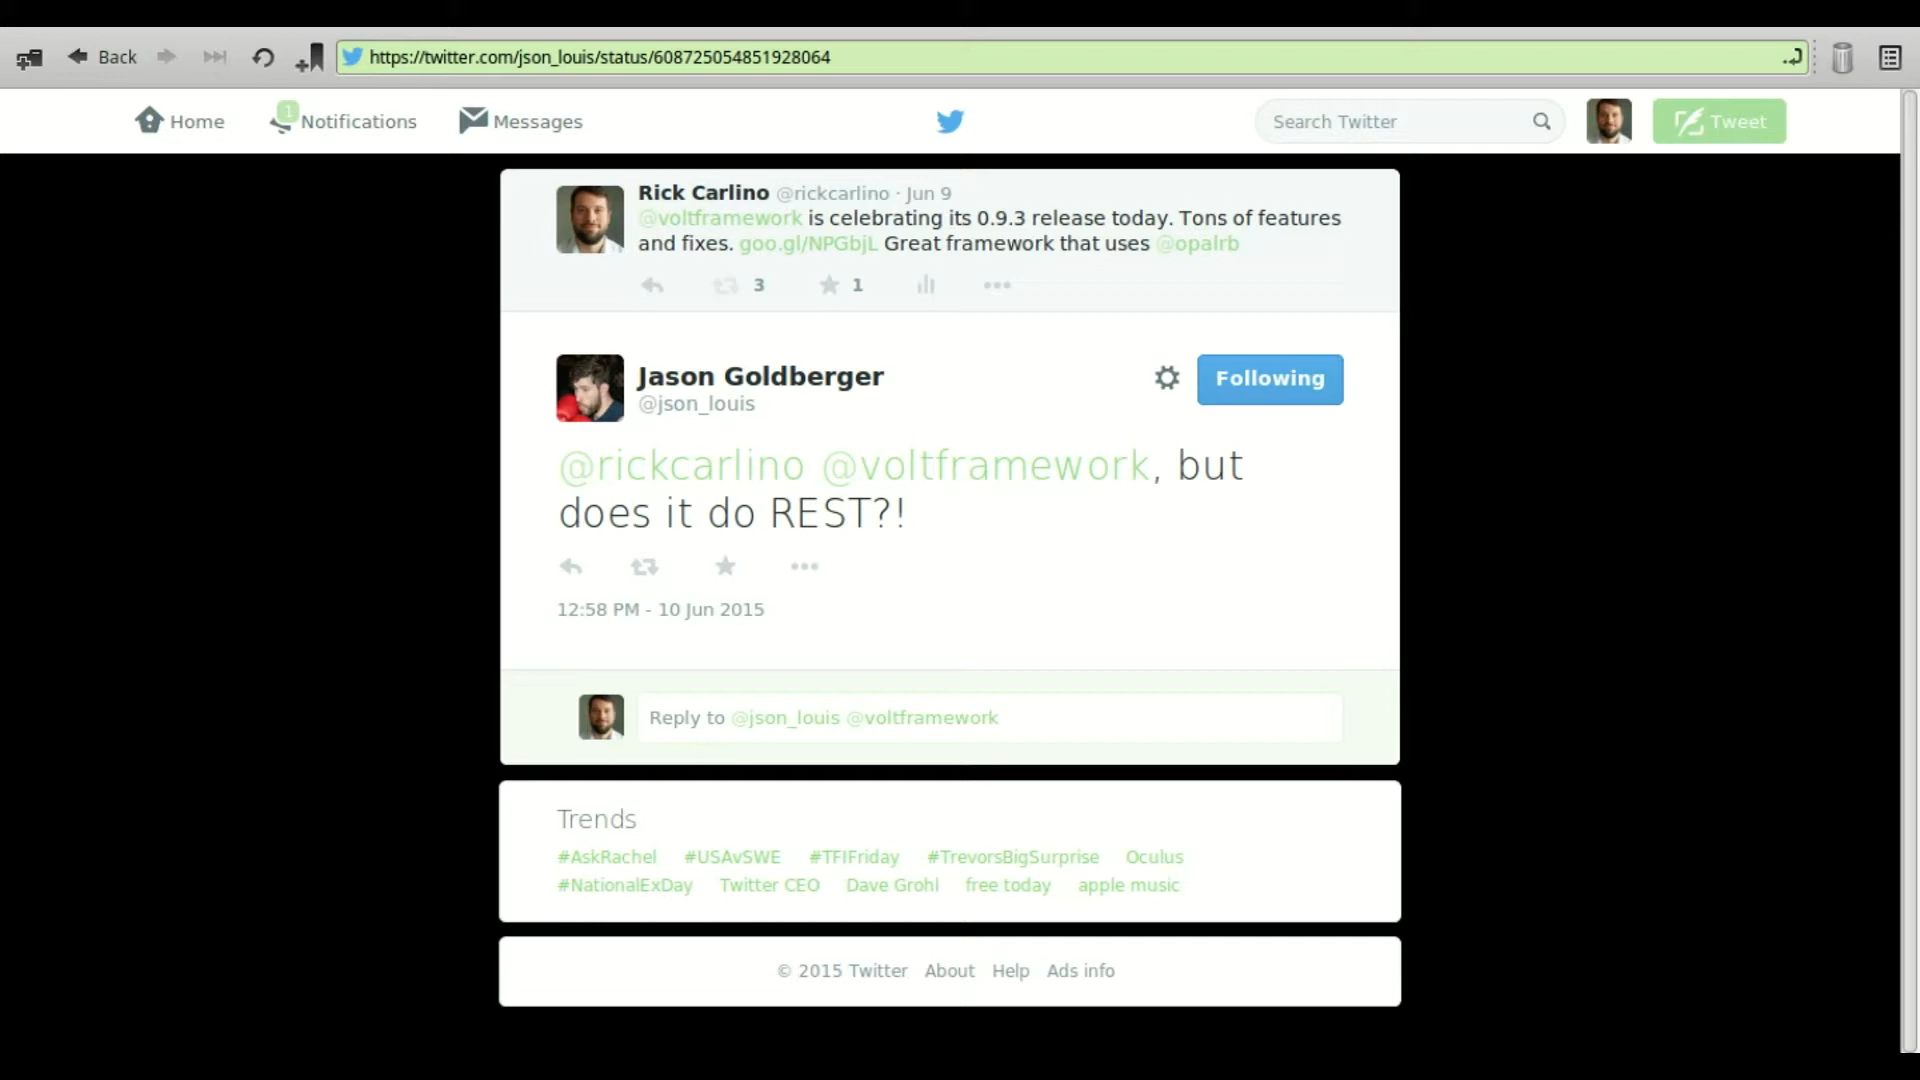 Back
https://twitter.com/json_louis/status/608725054851928064
Home
1
Notifications
Messages
Search Twitter
Tweet
Rick Carlino @rickcarlino · Jun 9
@voltframework is celebrating its 0.9.3 release today. Tons of features
and fixes. goo.gl/NPGbjL Great framework that uses @opalrb
3
1
Jason Goldberger
@json_louis
Following
@rickcarlino @voltframework, but
does it do REST?!
12:58 PM - 10 Jun 2015
Reply to @json_louis @voltframework
Trends
#AskRachel #USAvSWE #TFIFriday #TrevorsBigSurprise Oculus
#NationalExDay Twitter CEO Dave Grohl free today apple music
© 2015 Twitter About Help Ads info